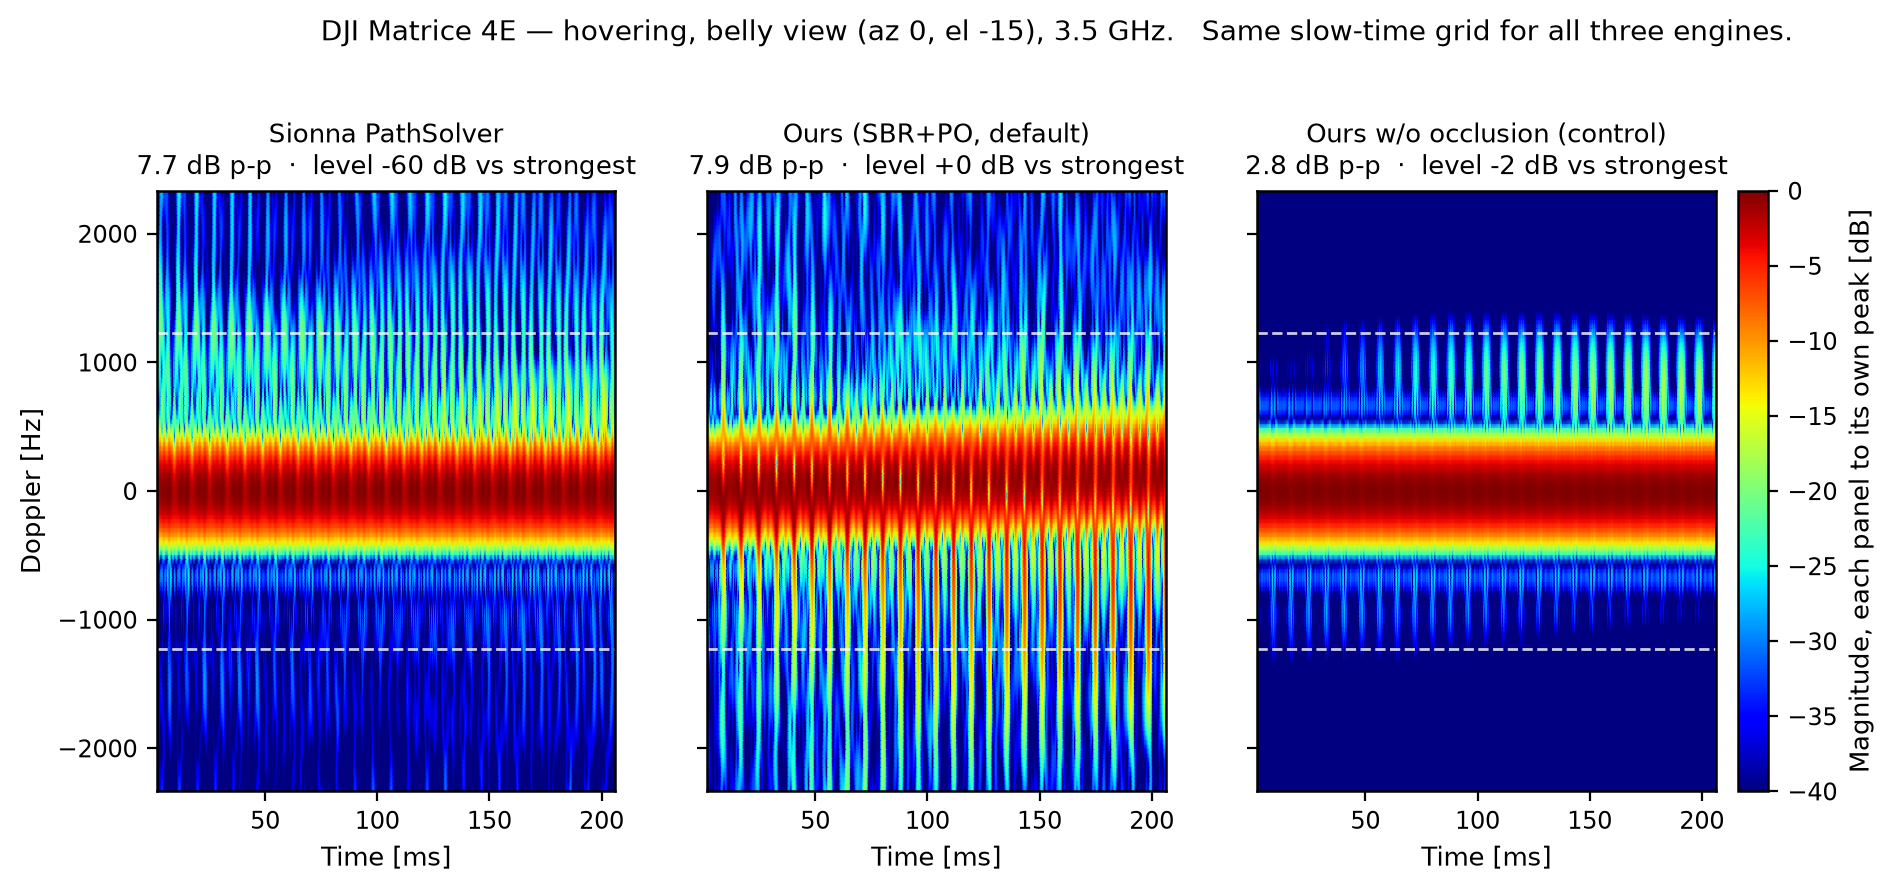 DJI Matrice 4E — hovering, belly view (az 0, el -15), 3.5 GHz.   Same slow-time grid for all three engines.
Sionna PathSolver
7.7 dB p-p  ·  level -60 dB vs strongest
Ours (SBR+PO, default)
7.9 dB p-p  ·  level +0 dB vs strongest
Ours w/o occlusion (control)
2.8 dB p-p  ·  level -2 dB vs strongest
Doppler [Hz]
2000
1000
0
−1000
−2000
50
100
150
200
Time [ms]
50
100
150
200
Time [ms]
50
100
150
200
Time [ms]
0
−5
−10
−15
−20
−25
−30
−35
−40
Magnitude, each panel to its own peak [dB]